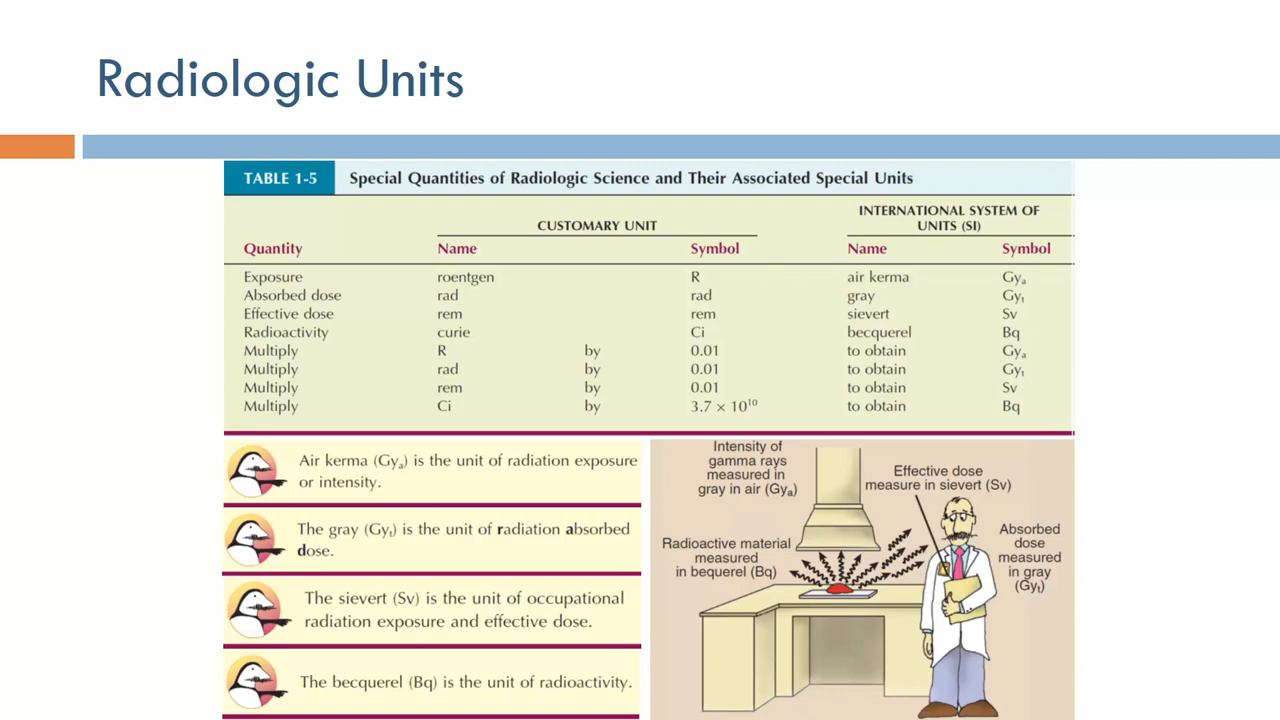 Radiologic Units
TABLE 1-5 Special Quantities of Radiologic Science and Their Associated Special Units
CUSTOMARY UNIT INTERNATIONAL SYSTEM OF UNITS (SI)
Quantity Name Symbol Name Symbol
Exposure roentgen R air kerma Gyₐ
Absorbed dose rad rad gray Gyₜ
Effective dose rem rem sievert Sv
Radioactivity curie Ci becquerel Bq
Multiply R by 0.01 to obtain Gyₐ
Multiply rad by 0.01 to obtain Gyₜ
Multiply rem by 0.01 to obtain Sv
Multiply Ci by 3.7 × 10¹⁰ to obtain Bq
Air kerma (Gyₐ) is the unit of radiation exposure
or intensity.
The gray (Gyₜ) is the unit of radiation absorbed
dose.
The sievert (Sv) is the unit of occupational
radiation exposure and effective dose.
The becquerel (Bq) is the unit of radioactivity.
Intensity of
gamma rays
measured in
gray in air (Gyₐ)
Effective dose
measure in sievert (Sv)
Radioactive material
measured
in bequerel (Bq)
Absorbed
dose
measured
in gray
(Gyₜ)